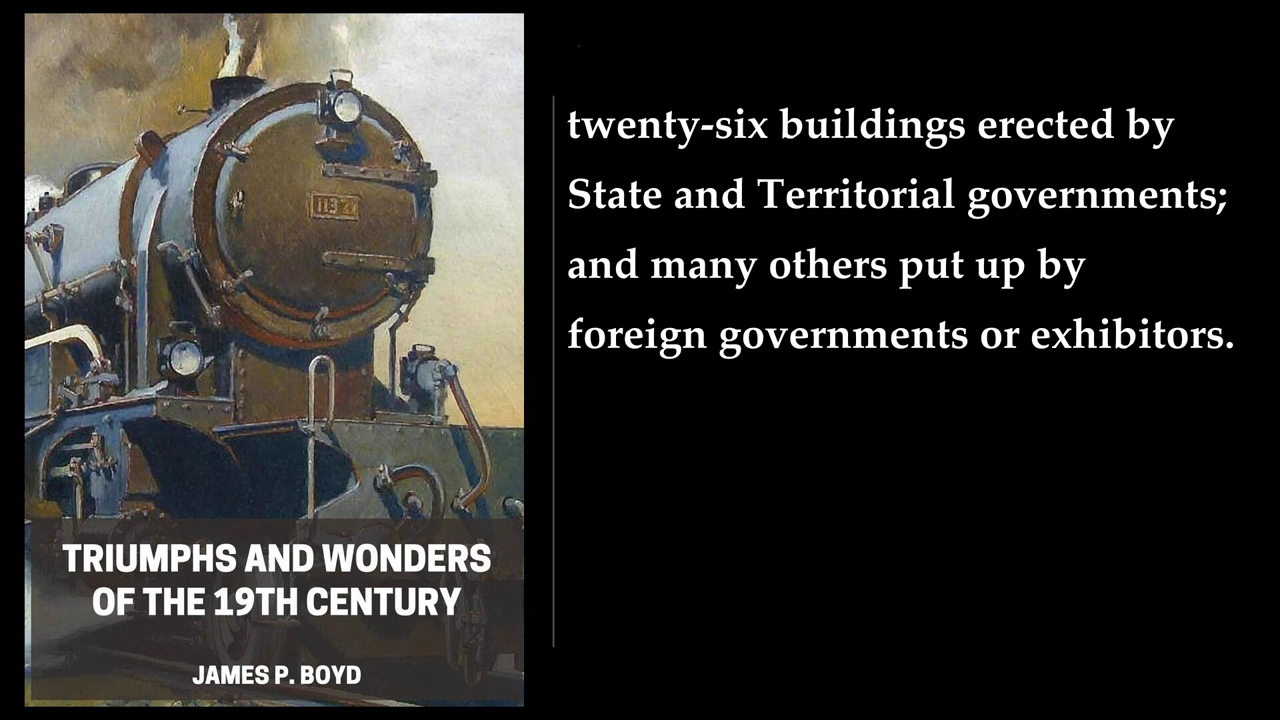 twenty-six buildings erected by
State and Territorial governments;
and many others put up by
foreign governments or exhibitors.
TRIUMPHS AND WONDERS
OF THE 19TH CENTURY
JAMES P. BOYD